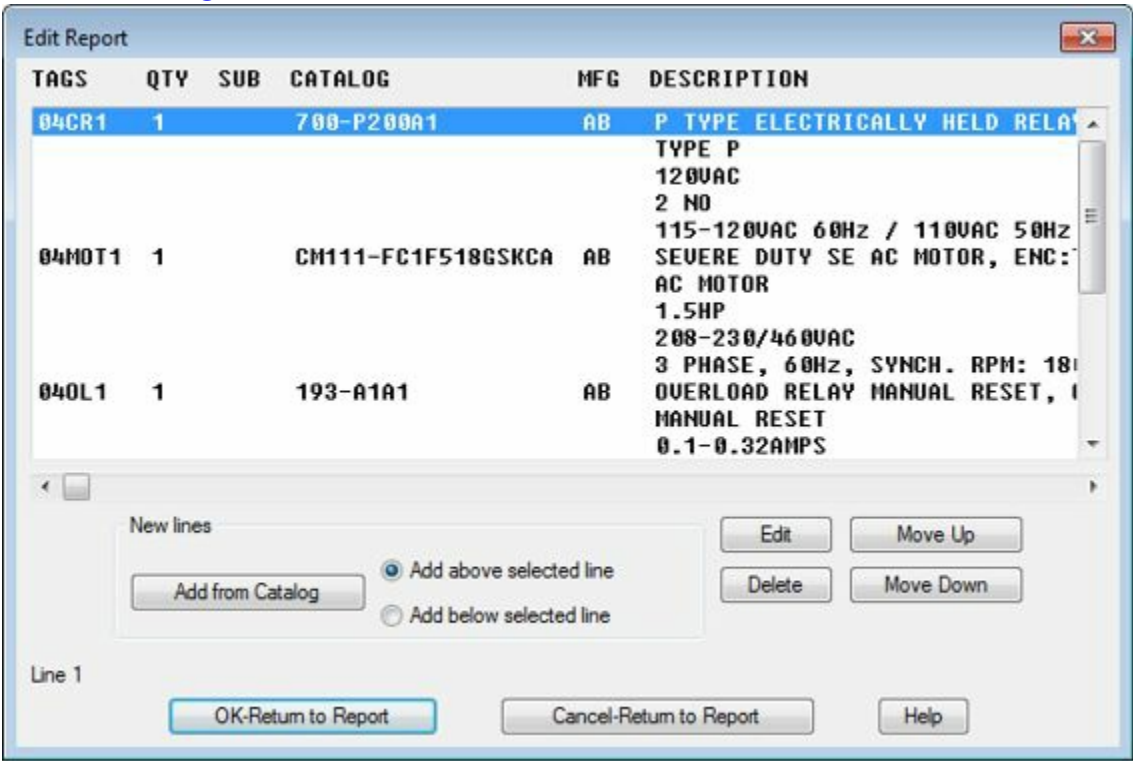 Edit Report
TAGS QTY SUB CATALOG MFG DESCRIPTION
04CR1 1 700-P200A1 AB P TYPE ELECTRICALLY HELD RELAY
TYPE P
120VAC
2 NO
115-120VAC 60Hz / 110VAC 50Hz
04MOT1 1 CM111-FC1F518GSKCA AB SEVERE DUTY SE AC MOTOR, ENC:
AC MOTOR
1.5HP
208-230/460VAC
3 PHASE, 60Hz, SYNCH. RPM: 18
04OL1 1 193-A1A1 AB OVERLOAD RELAY MANUAL RESET,
MANUAL RESET
0.1-0.32AMPS
New lines
Add from Catalog
Add above selected line
Add below selected line
Edit
Move Up
Delete
Move Down
Line 1
OK-Return to Report
Cancel-Return to Report
Help